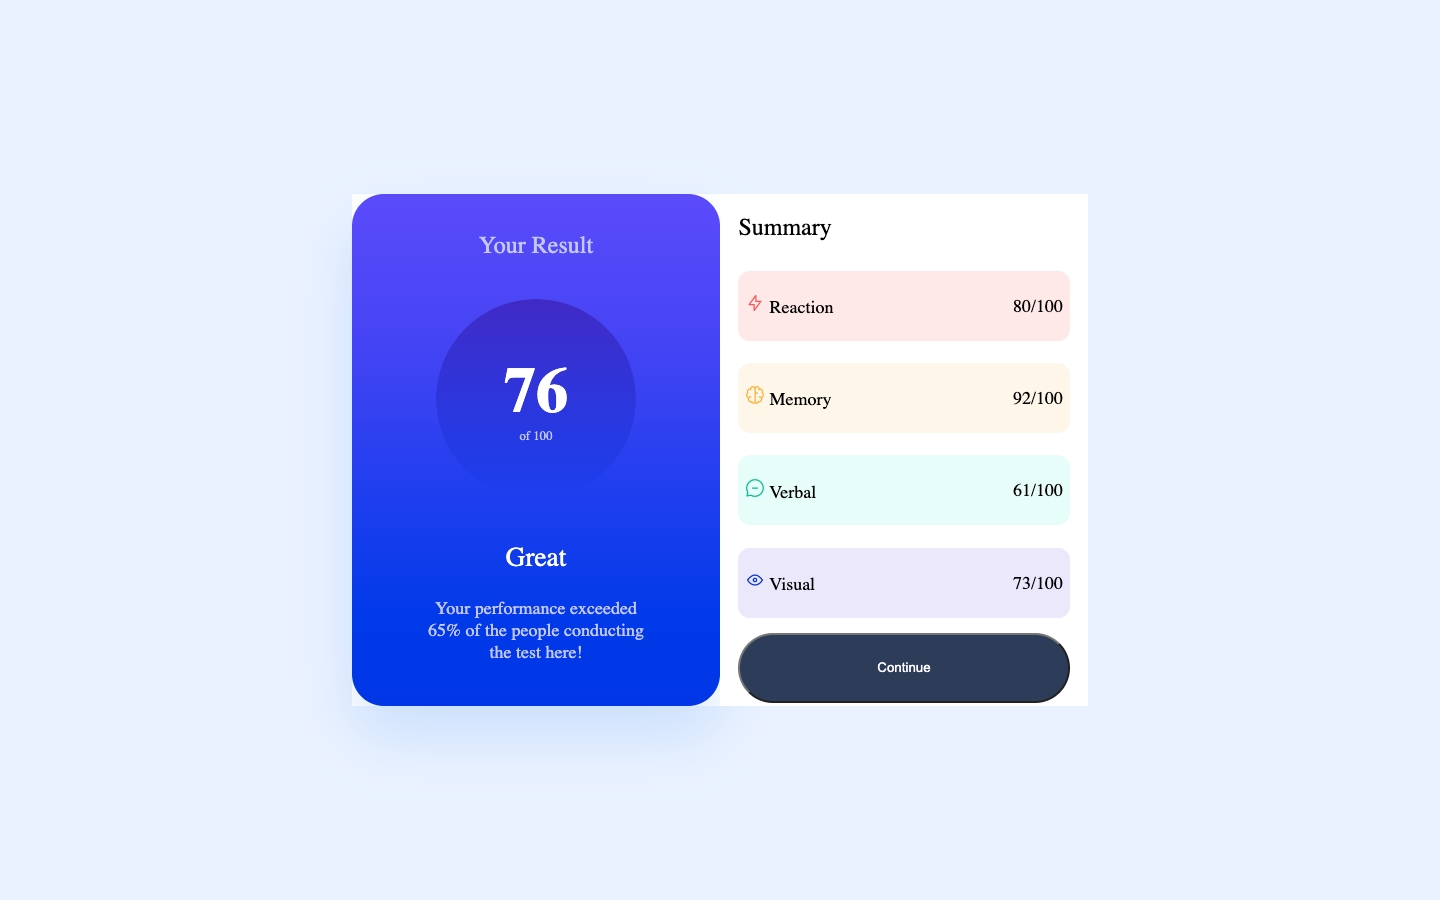 Your Result
76
of 100
Great
Your performance exceeded
65% of the people conducting
the test here!
Summary
Reaction 80/100
Memory 92/100
Verbal 61/100
Visual 73/100
Continue